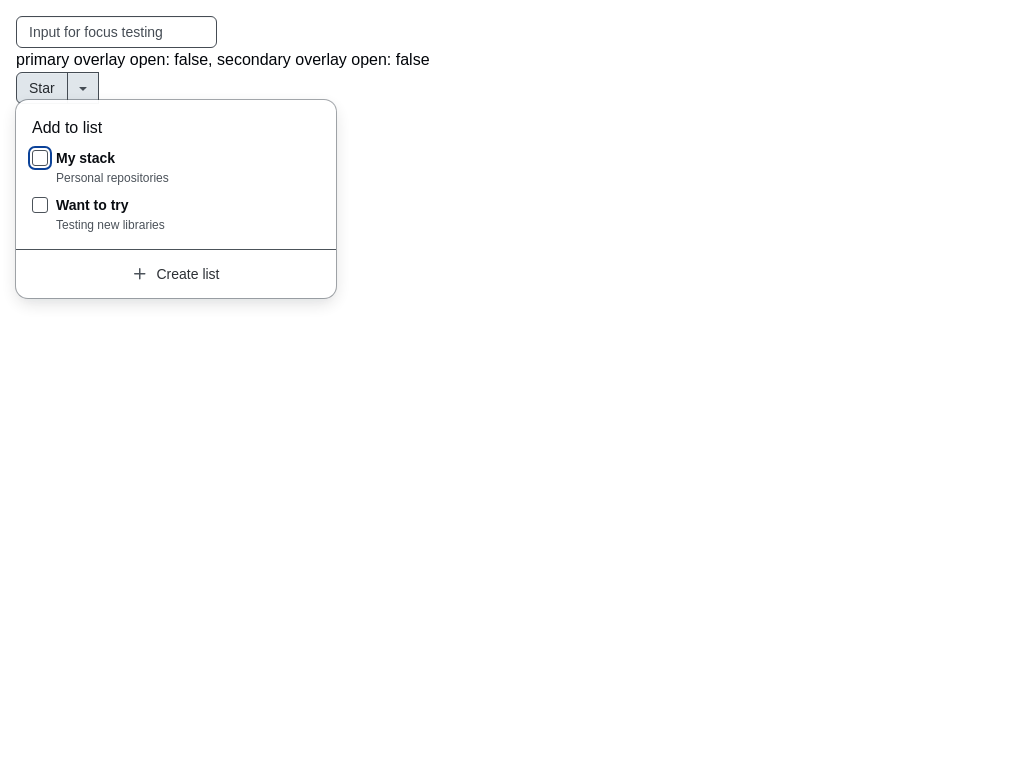 Input for focus testing
primary overlay open: false, secondary overlay open: false
Star
Add to list
My stack
Personal repositories
Want to try
Testing new libraries
Create list